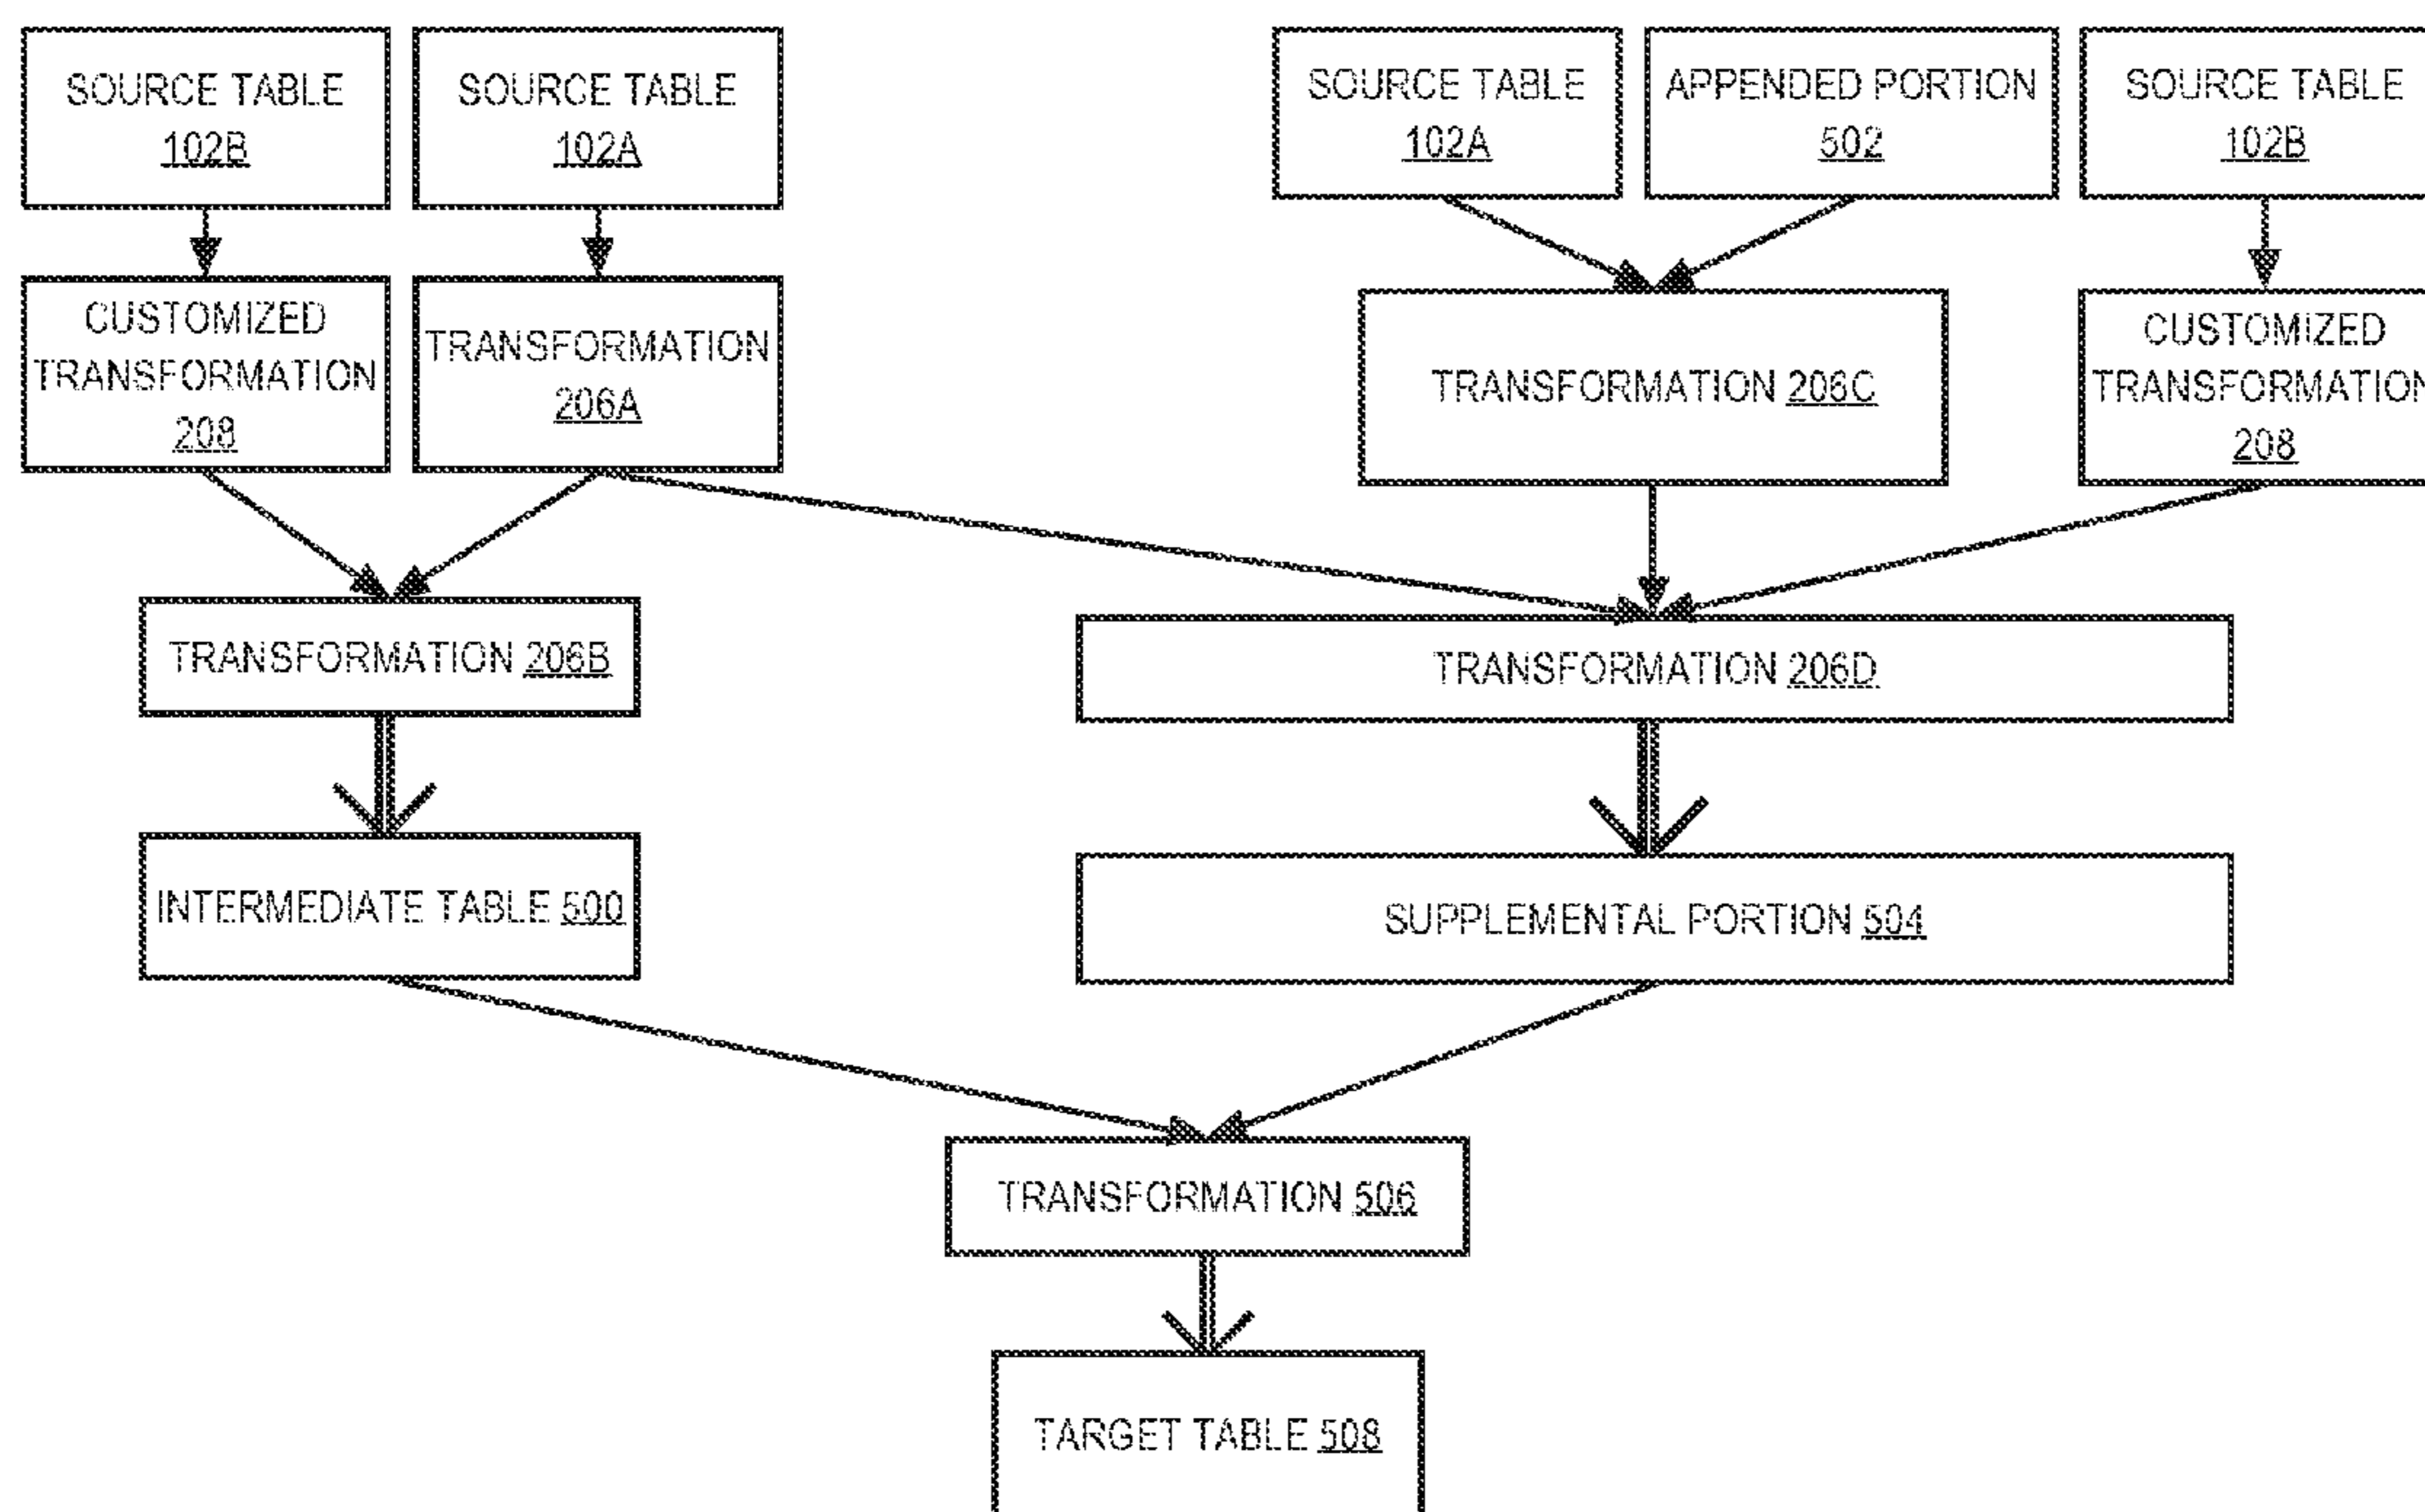 SOURCE TABLE
102B
SOURCE TABLE
102A
SOURCE TABLE
102A
APPENDED PORTION
502
SOURCE TABLE
102B
CUSTOMIZED
TRANSFORMATION
208
TRANSFORMATION
206A
TRANSFORMATION 206C
CUSTOMIZED
TRANSFORMATION
208
TRANSFORMATION 206B
TRANSFORMATION 206D
INTERMEDIATE TABLE 500
SUPPLEMENTAL PORTION 504
TRANSFORMATION 506
TARGET TABLE 508